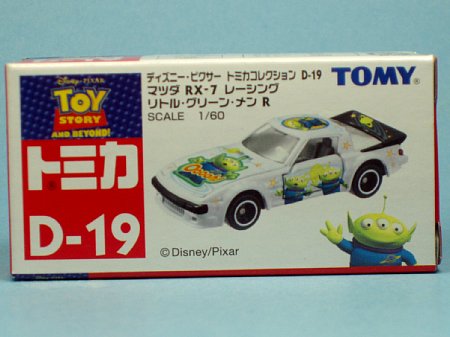 Disney·PIXAR
TOY
STORY
AND BEYOND!
トミカ
D-19
ディズニー・ピクサー トミカコレクション D-19
マツダ RX-7 レーシング
リトル・グリーン・メン R
SCALE 1/60
TOMY
Ooooh!
©Disney/Pixar